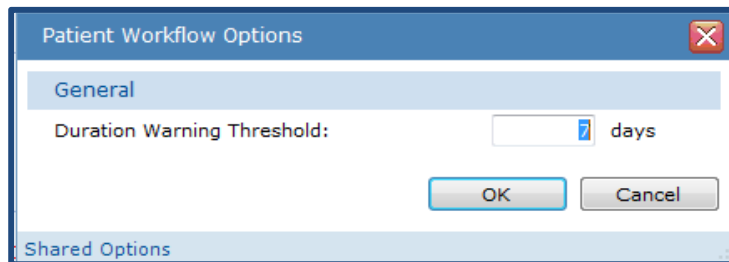 Patient Workflow Options
General
Duration Warning Threshold: 7 days
OK Cancel
Shared Options